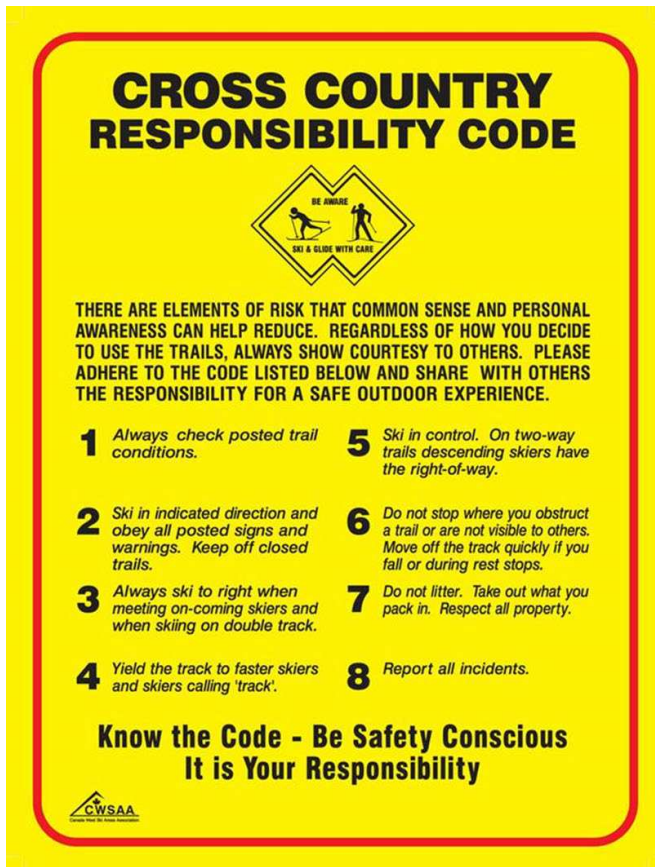 CROSS COUNTRY
RESPONSIBILITY CODE
BE AWARE
SKI & GLIDE WITH CARE
THERE ARE ELEMENTS OF RISK THAT COMMON SENSE AND PERSONAL
AWARENESS CAN HELP REDUCE. REGARDLESS OF HOW YOU DECIDE
TO USE THE TRAILS, ALWAYS SHOW COURTESY TO OTHERS. PLEASE
ADHERE TO THE CODE LISTED BELOW AND SHARE WITH OTHERS
THE RESPONSIBILITY FOR A SAFE OUTDOOR EXPERIENCE.
1 Always check posted trail
conditions.
2 Ski in indicated direction and
obey all posted signs and
warnings. Keep off closed
trails.
3 Always ski to right when
meeting on-coming skiers and
when skiing on double track.
4 Yield the track to faster skiers
and skiers calling 'track'.
5 Ski in control. On two-way
trails descending skiers have
the right-of-way.
6 Do not stop where you obstruct
a trail or are not visible to others.
Move off the track quickly if you
fall or during rest stops.
7 Do not litter. Take out what you
pack in. Respect all property.
8 Report all incidents.
Know the Code - Be Safety Conscious
It is Your Responsibility
CWSAA
Canada West Ski Areas Association